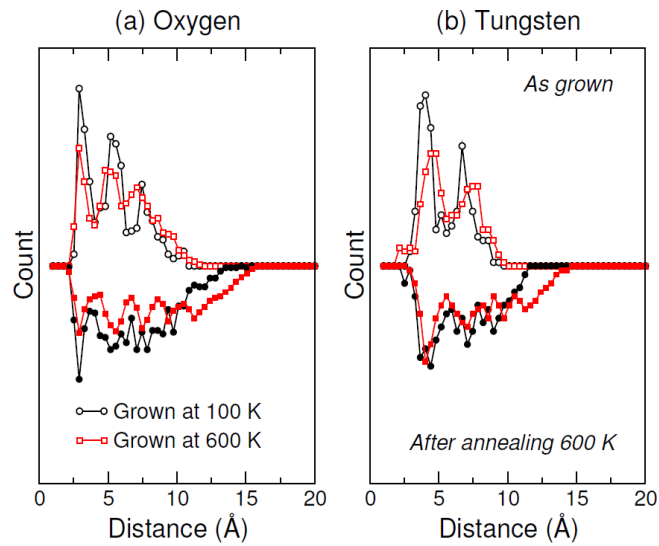 (a) Oxygen
(b) Tungsten
As grown
Count
Count
Grown at 100 K
Grown at 600 K
After annealing 600 K
0 5 10 15 20
0 5 10 15 20
Distance (Å)
Distance (Å)